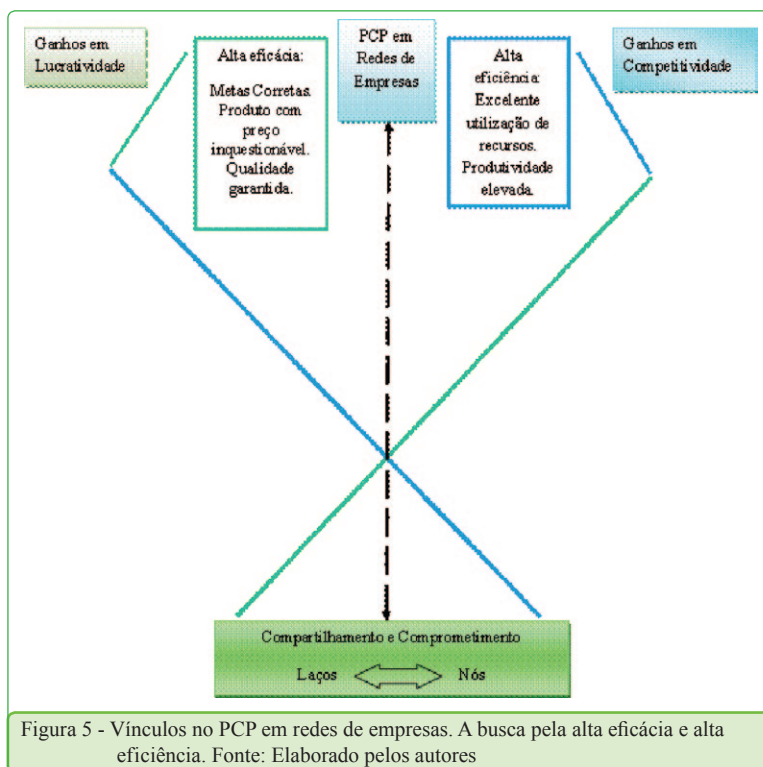 Ganhos em
Lucratividade
Alta eficácia:
Metas Corretas.
Produto com
preço
inquestionável.
Qualidade
garantida.
PCP em
Redes de
Empresas
Alta
eficiência:
Excelente
utilização de
recursos.
Produtividade
elevada.
Ganhos em
Competitividade
Compartilhamento e Comprometimento
Laços Nós
Figura 5 - Vínculos no PCP em redes de empresas. A busca pela alta eficácia e alta
eficiência. Fonte: Elaborado pelos autores